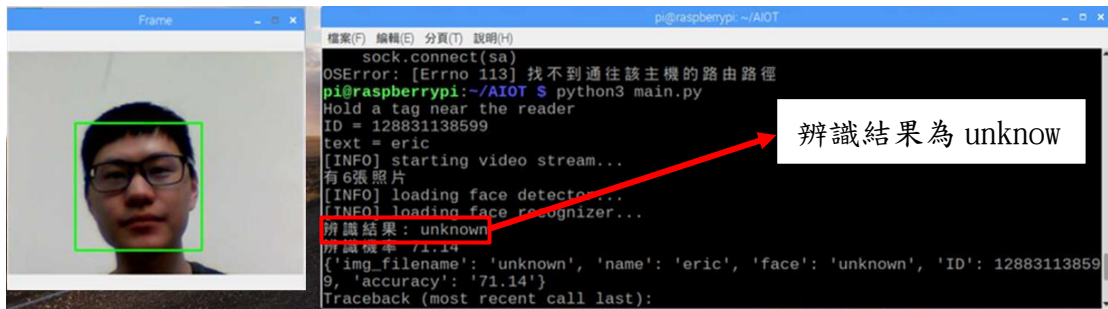 Frame
pi@raspberrypi: ~/AIOT
檔案(F) 編輯(E) 分頁(T) 說明(H)
sock.connect(sa)
OSError: [Errno 113] 找不到通往該主機的路由路徑
pi@raspberrypi:~/AIOT $ python3 main.py
Hold a tag near the reader
ID = 128831138599
text = eric
[INFO] starting video stream...
有6張照片
[INFO] loading face detector...
[INFO] loading face recognizer...
辨識結果: unknown
辨識機率 71.14
{'img_filename': 'unknown', 'name': 'eric', 'face': 'unknown', 'ID': 12883113859
9, 'accuracy': '71.14'}
Traceback (most recent call last):
辨識結果為 unknow